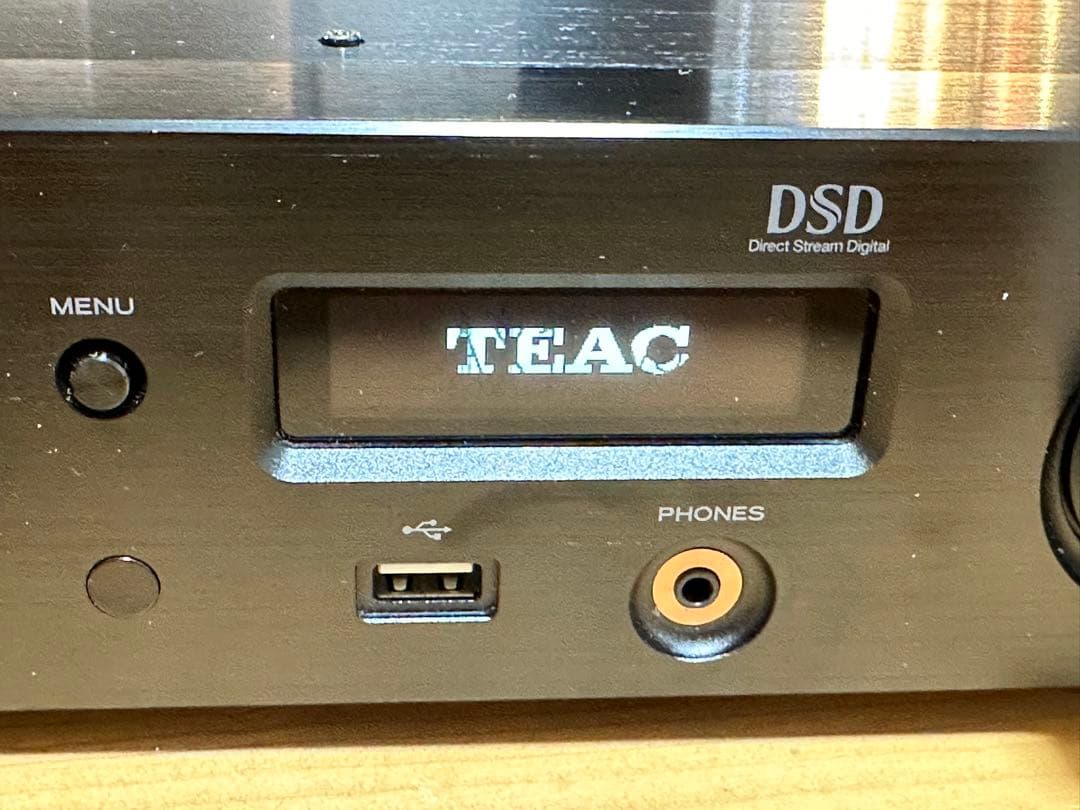 DSD
Direct Stream Digital
MENU
TEAC
PHONES